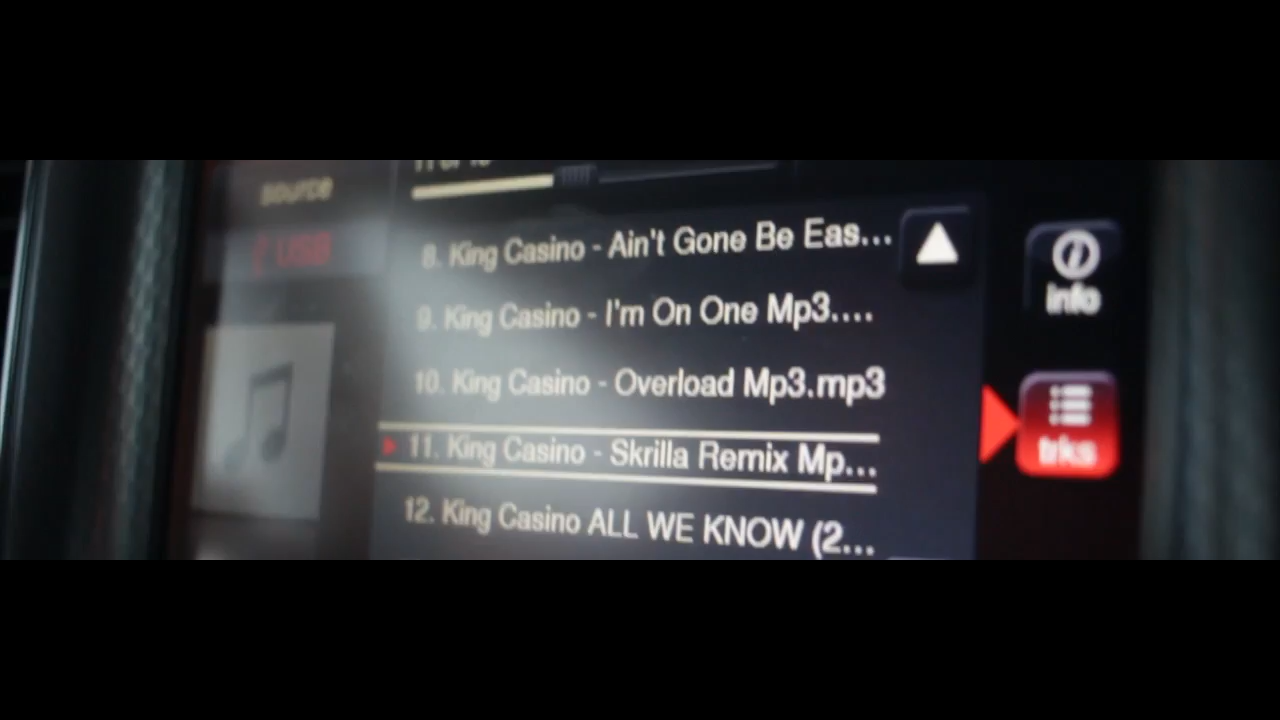 source
USB
8. King Casino - Ain't Gone Be Eas...
info
9. King Casino - I'm On One Mp3....
10. King Casino - Overload Mp3.mp3
trks
11. King Casino - Skrilla Remix Mp...
12. King Casino ALL WE KNOW (2...